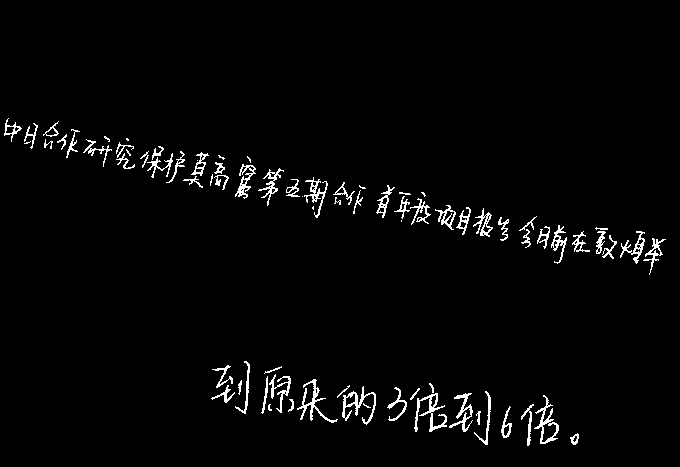 中日合作研究保护莫高窟第五期合作首年度项目报告会日前在敦煌举
到原来的3倍到6倍。